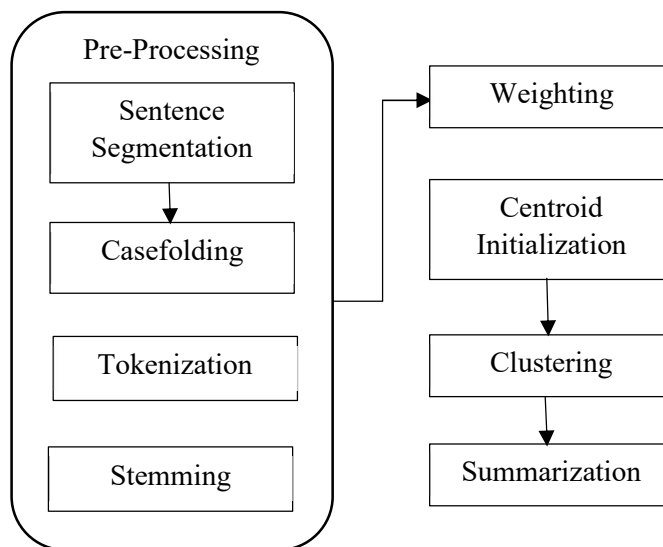 Pre-Processing
Sentence
Segmentation
Casefolding
Tokenization
Stemming
Weighting
Centroid
Initialization
Clustering
Summarization